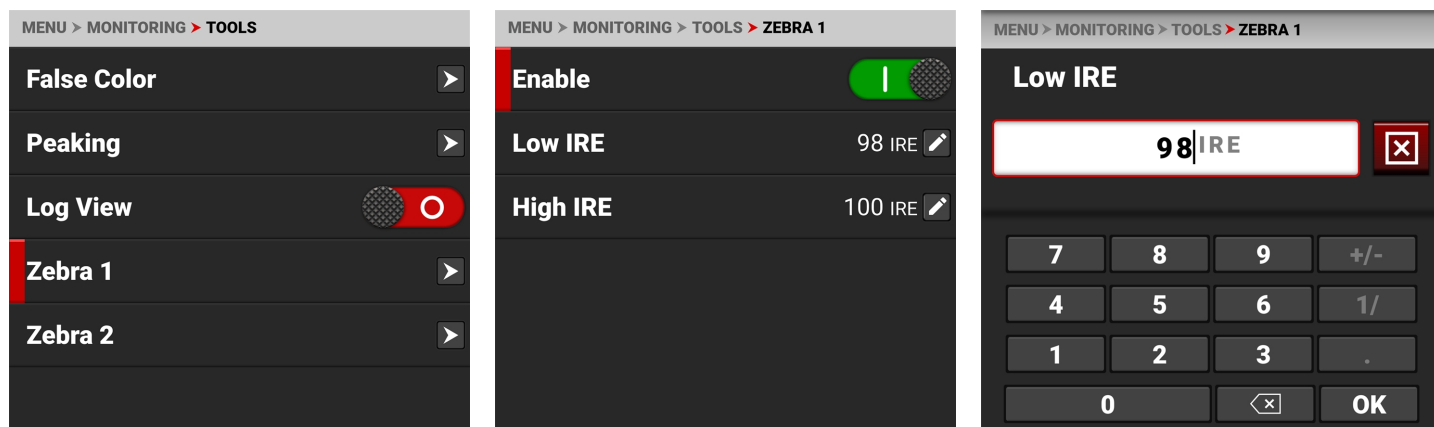 MENU > MONITORING > TOOLS
False Color
Peaking
Log View
Zebra 1
Zebra 2
MENU > MONITORING > TOOLS > ZEBRA 1
Enable
Low IRE 98 IRE
High IRE 100 IRE
MENU > MONITORING > TOOLS > ZEBRA 1
Low IRE
98 IRE
7 8 9 +/-
4 5 6 1/
1 2 3 .
0 OK